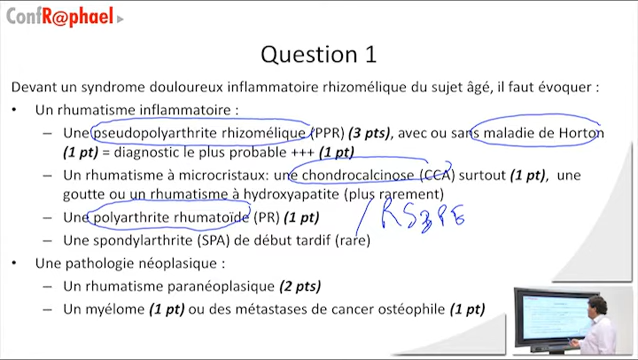 ConfR@phael
Question 1
Devant un syndrome douloureux inflammatoire rhizomélique du sujet âgé, il faut évoquer :
• Un rhumatisme inflammatoire :
– Une pseudopolyarthrite rhizomélique (PPR) (3 pts), avec ou sans maladie de Horton
(1 pt) = diagnostic le plus probable +++ (1 pt)
– Un rhumatisme à microcristaux: une chondrocalcinose (CCA) surtout (1 pt), une
goutte ou un rhumatisme à hydroxyapatite (plus rarement)
– Une polyarthrite rhumatoïde (PR) (1 pt) / RS3PE
– Une spondylarthrite (SPA) de début tardif (rare)
• Une pathologie néoplasique :
– Un rhumatisme paranéoplasique (2 pts)
– Un myélome (1 pt) ou des métastases de cancer ostéophile (1 pt)